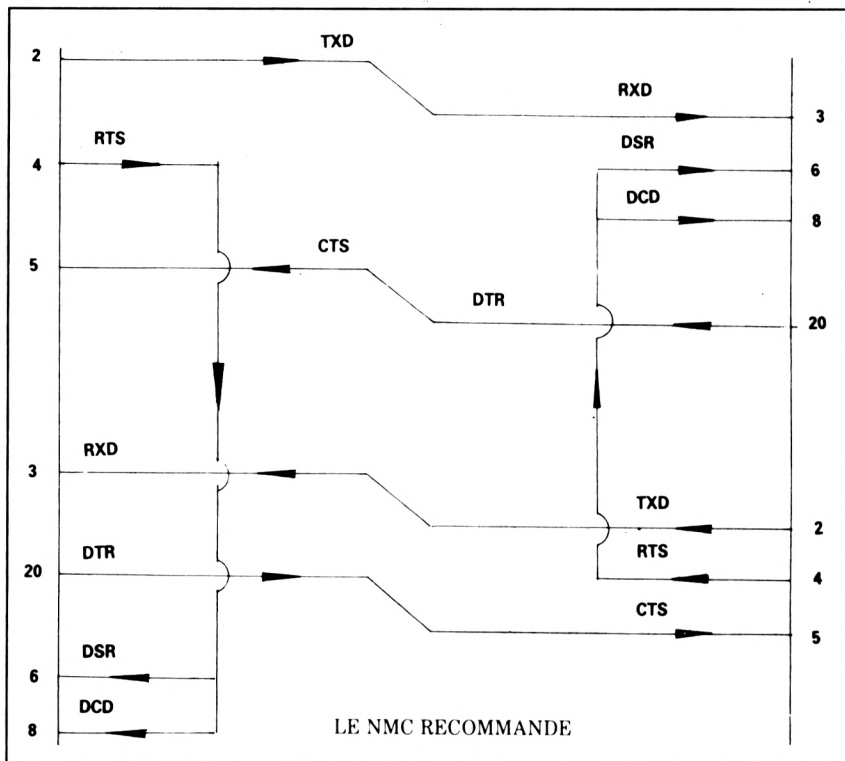 TXD
2
RXD
3
RTS
DSR
4
6
DCD
8
CTS
5
DTR
20
RXD
3
TXD
2
DTR
RTS
20
4
CTS
5
DSR
6
DCD
8
LE NMC RECOMMANDE